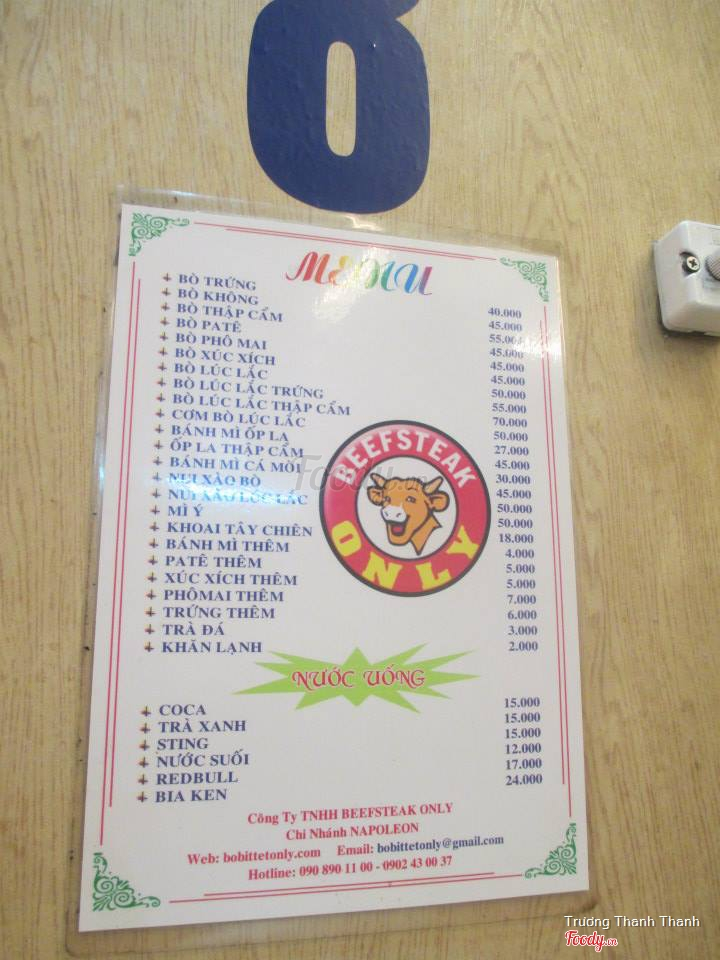 MENU
BÒ TRỨNG 40.000
BÒ KHÔNG 45.000
BÒ THẬP CẨM 55.000
BÒ PATÊ 45.000
BÒ PHÔ MAI 45.000
BÒ XÚC XÍCH 45.000
BÒ LÚC LẮC 50.000
BÒ LÚC LẮC TRỨNG 55.000
BÒ LÚC LẮC THẬP CẨM 70.000
CƠM BÒ LÚC LẮC 50.000
BÁNH MÌ ỐP LA 27.000
ỐP LA THẬP CẨM 45.000
BÁNH MÌ CÁ MÒI 30.000
NUI XÀO BÒ 45.000
NUI XÀO LÚC LẮC 50.000
MÌ Ý 50.000
KHOAI TÂY CHIÊN 18.000
BÁNH MÌ THÊM 4.000
PATÊ THÊM 5.000
XÚC XÍCH THÊM 5.000
PHÔMAI THÊM 7.000
TRỨNG THÊM 6.000
TRÀ ĐÁ 3.000
KHĂN LẠNH 2.000
BEEFSTEAK
ONLY
NƯỚC UỐNG
COCA 15.000
TRÀ XANH 15.000
STING 15.000
NƯỚC SUỐI 12.000
REDBULL 17.000
BIA KEN 24.000
Công Ty TNHH BEEFSTEAK ONLY
Chi Nhánh NAPOLEON
Web: bobittetonly.com Email: bobittetonly@gmail.com
Hotline: 090 890 11 00 - 0902 43 00 37
Trương Thanh Thanh
Foody.cn